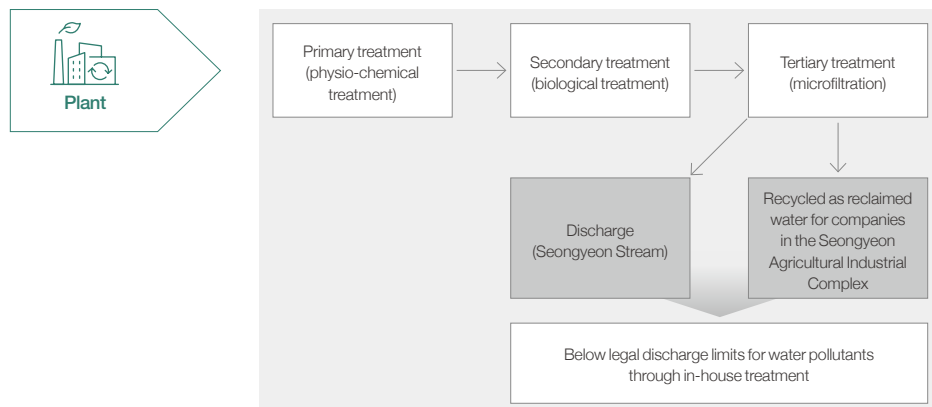 Plant
Primary treatment
(physio-chemical
treatment)
Secondary treatment
(biological treatment)
Tertiary treatment
(microfiltration)
Discharge
(Seongyeon Stream)
Recycled as reclaimed
water for companies
in the Seongyeon
Agricultural Industrial
Complex
Below legal discharge limits for water pollutants
through in-house treatment